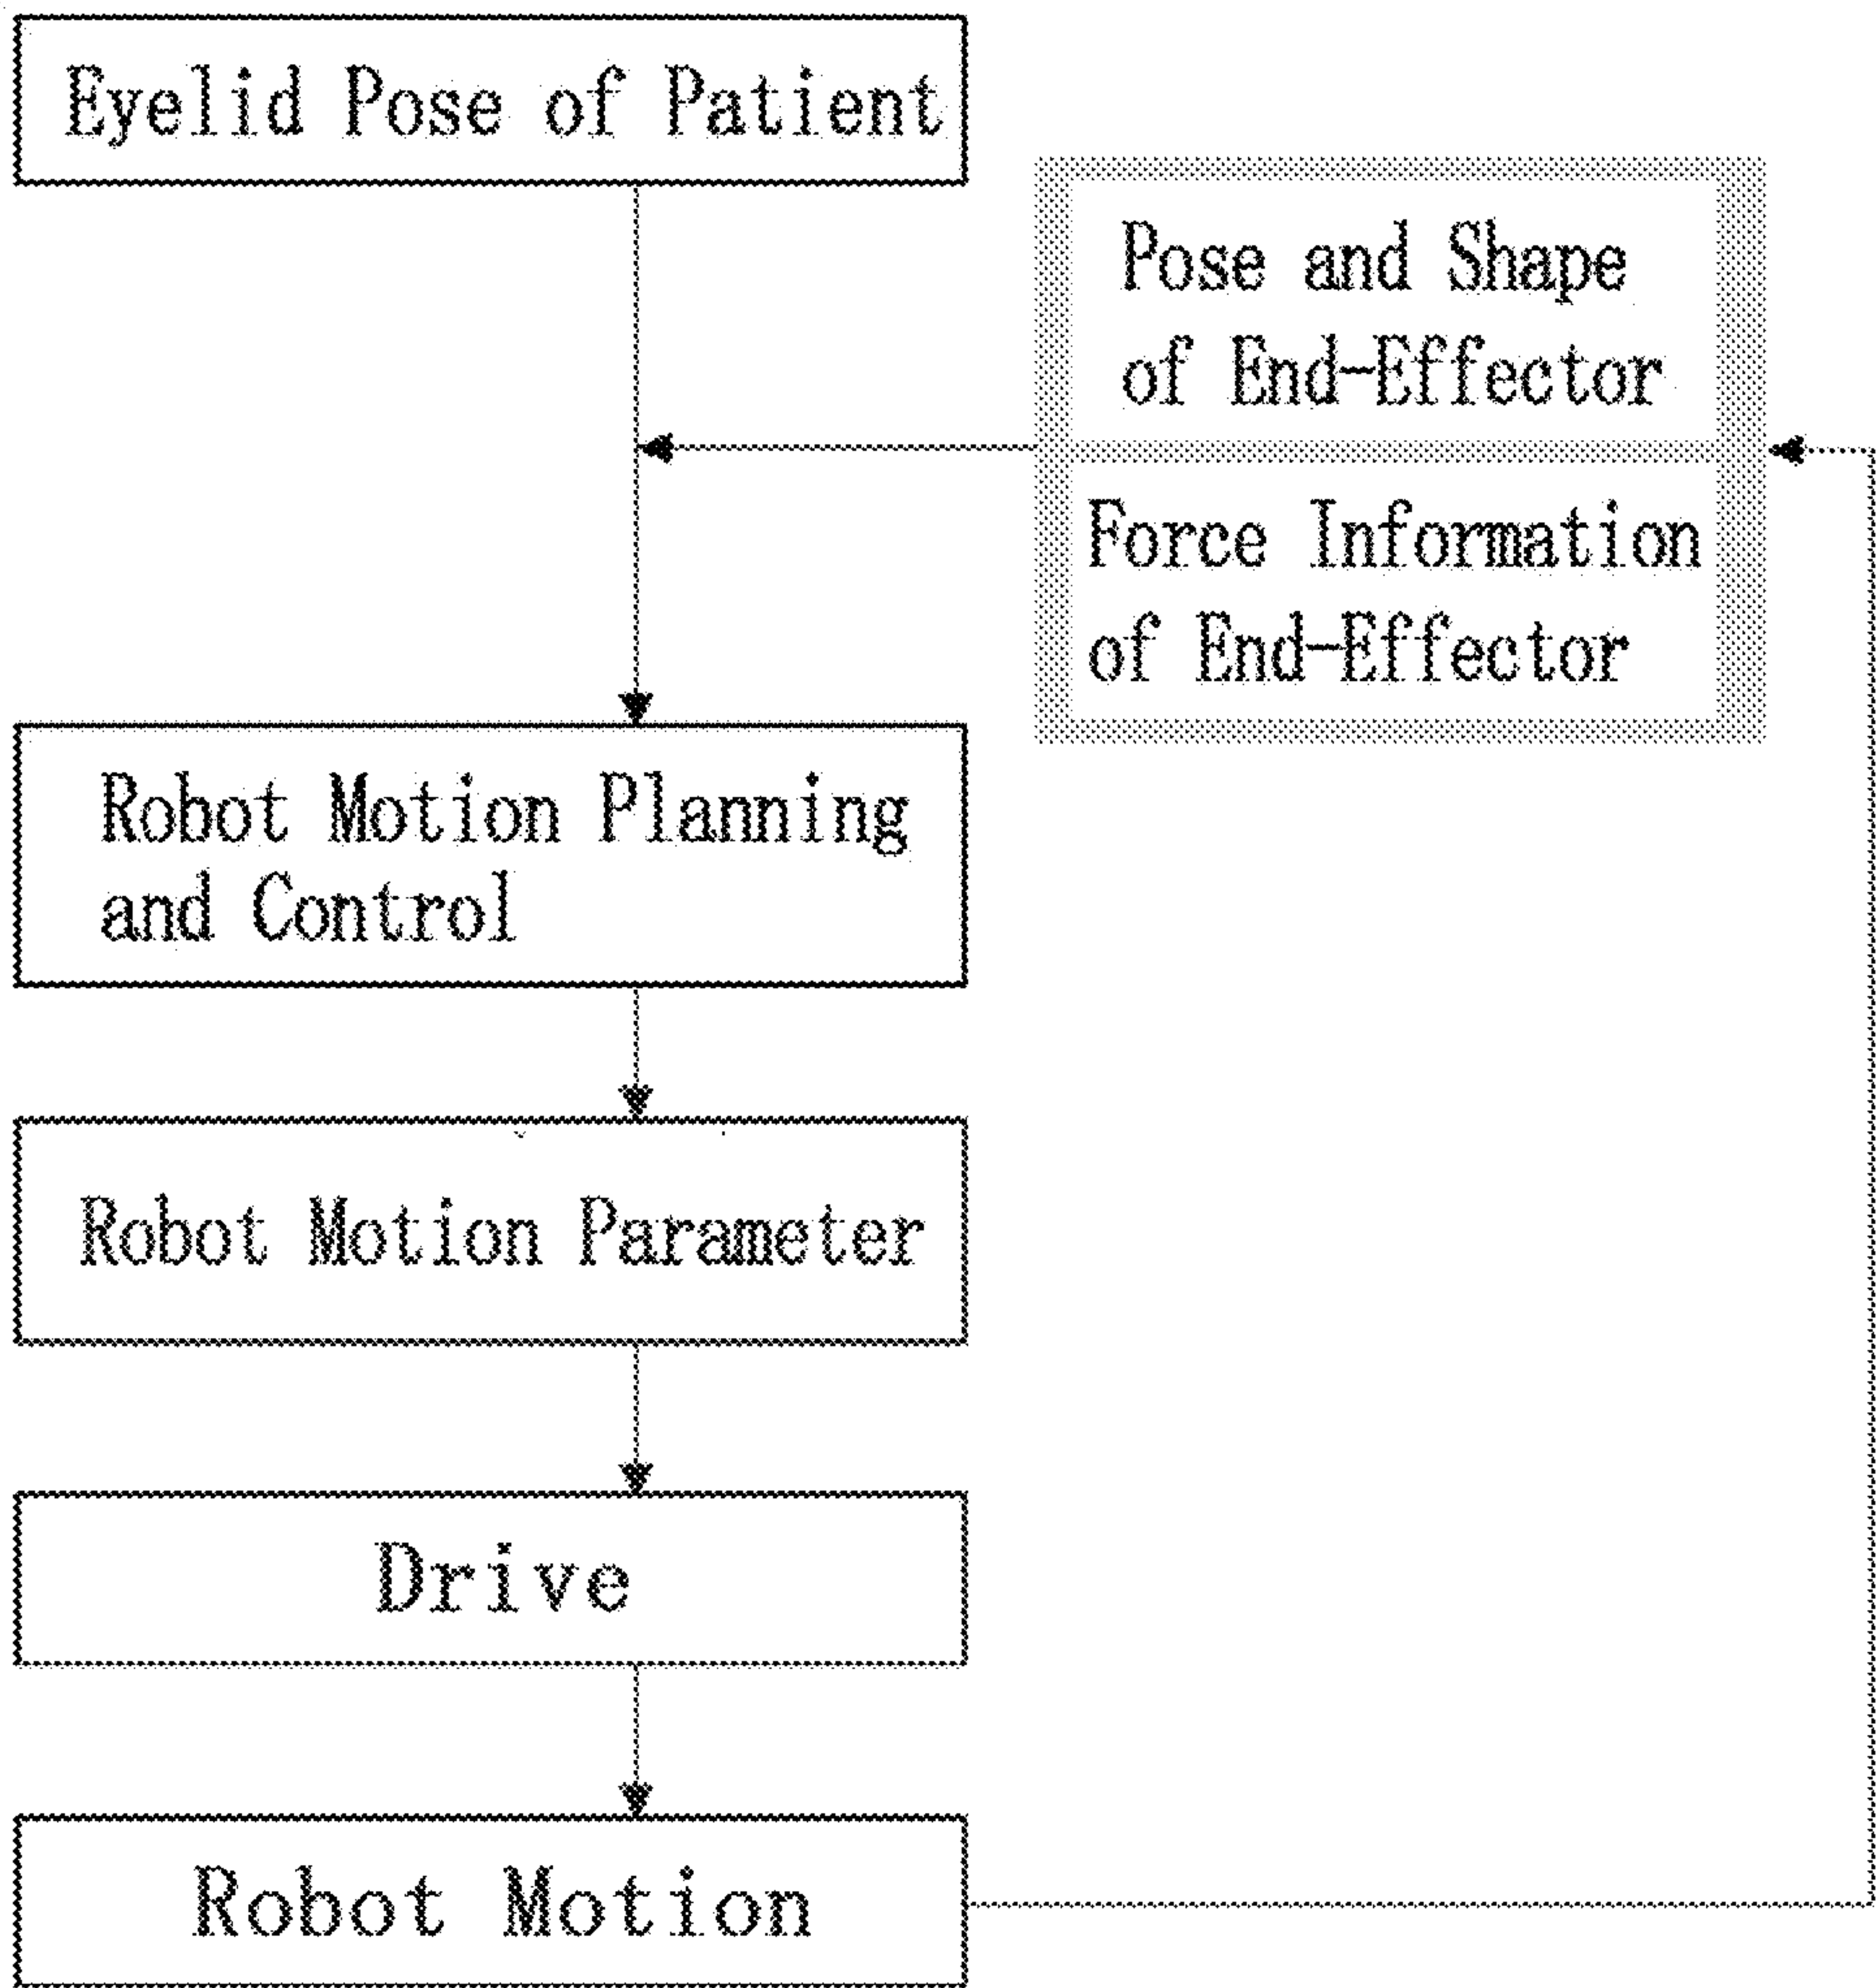 Eyelid Pose of Patient
Pose and Shape
of End-Effector
Force Information
of End-Effector
Robot Motion Planning
and Control
Robot Motion Parameter
Drive
Robot Motion